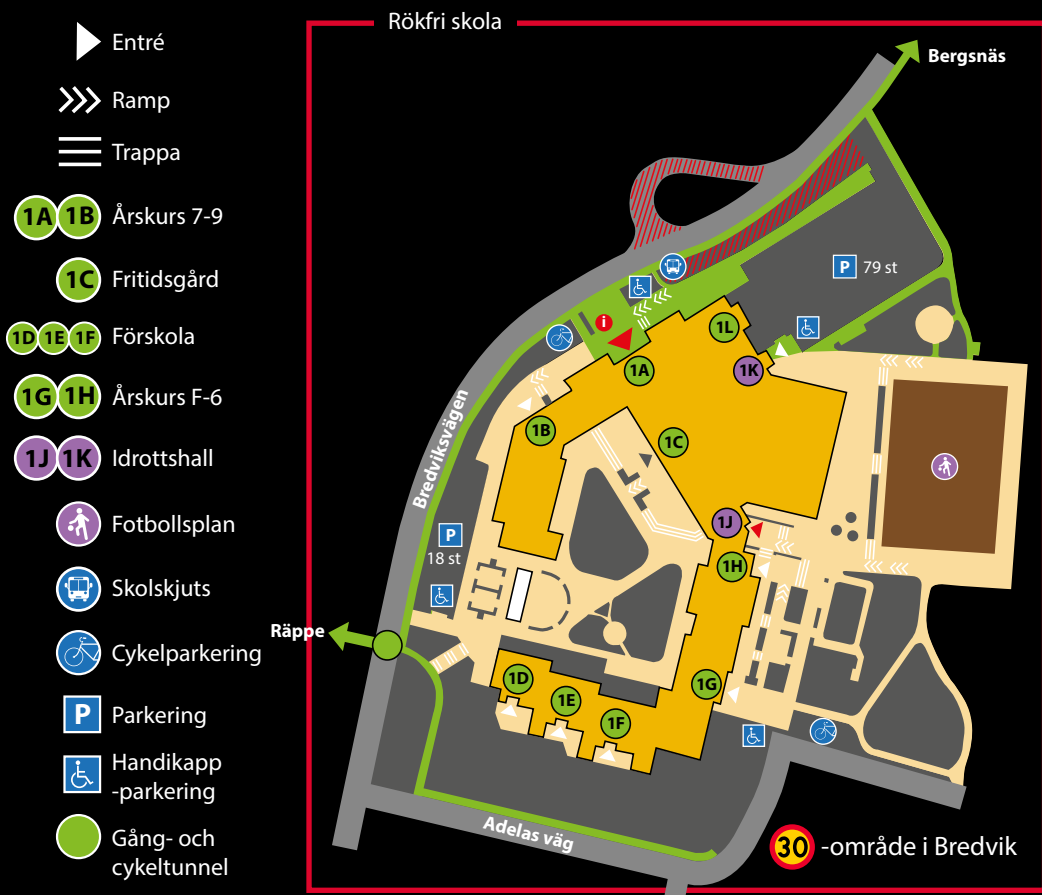 Entré
Ramp
Trappa
1A 1B Årskurs 7-9
1C Fritidsgård
1D 1E 1F Förskola
1G 1H Årskurs F-6
1J 1K Idrottshall
Fotbollsplan
Skolskjuts
Cykelparkering
P Parkering
Handikapp
-parkering
Gång- och
cykeltunnel
Rökfri skola
Bergsnäs
P 79 st
i
1L
1A
1K
1B
1C
Bredviksvägen
P
18 st
1J
1H
Räppe
1D
1E
1F
1G
Adelas väg
30 -område i Bredvik